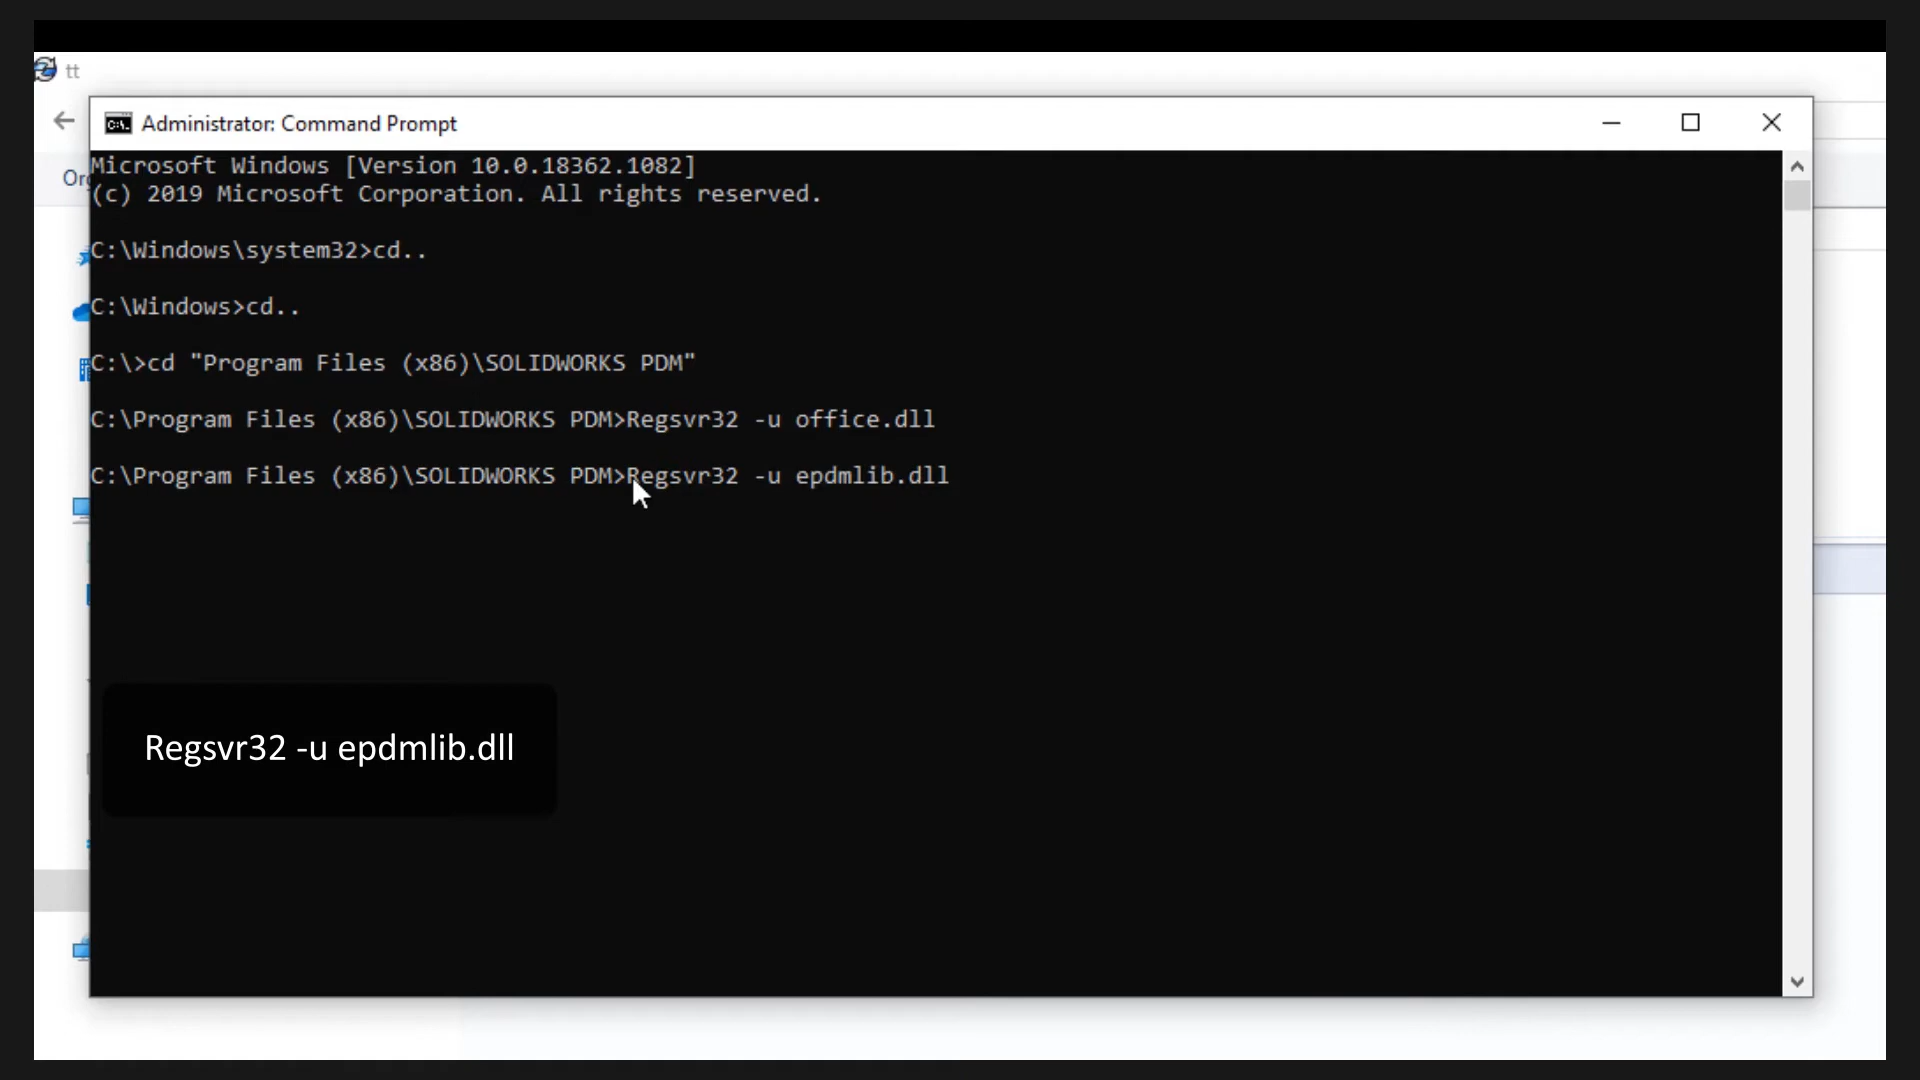 tt
Administrator: Command Prompt
Microsoft Windows [Version 10.0.18362.1082]
(c) 2019 Microsoft Corporation. All rights reserved.
C:\Windows\system32>cd..
C:\Windows>cd..
C:\>cd "Program Files (x86)\SOLIDWORKS PDM"
C:\Program Files (x86)\SOLIDWORKS PDM>Regsvr32 -u office.dll
C:\Program Files (x86)\SOLIDWORKS PDM>Regsvr32 -u epdmlib.dll
Regsvr32 -u epdmlib.dll